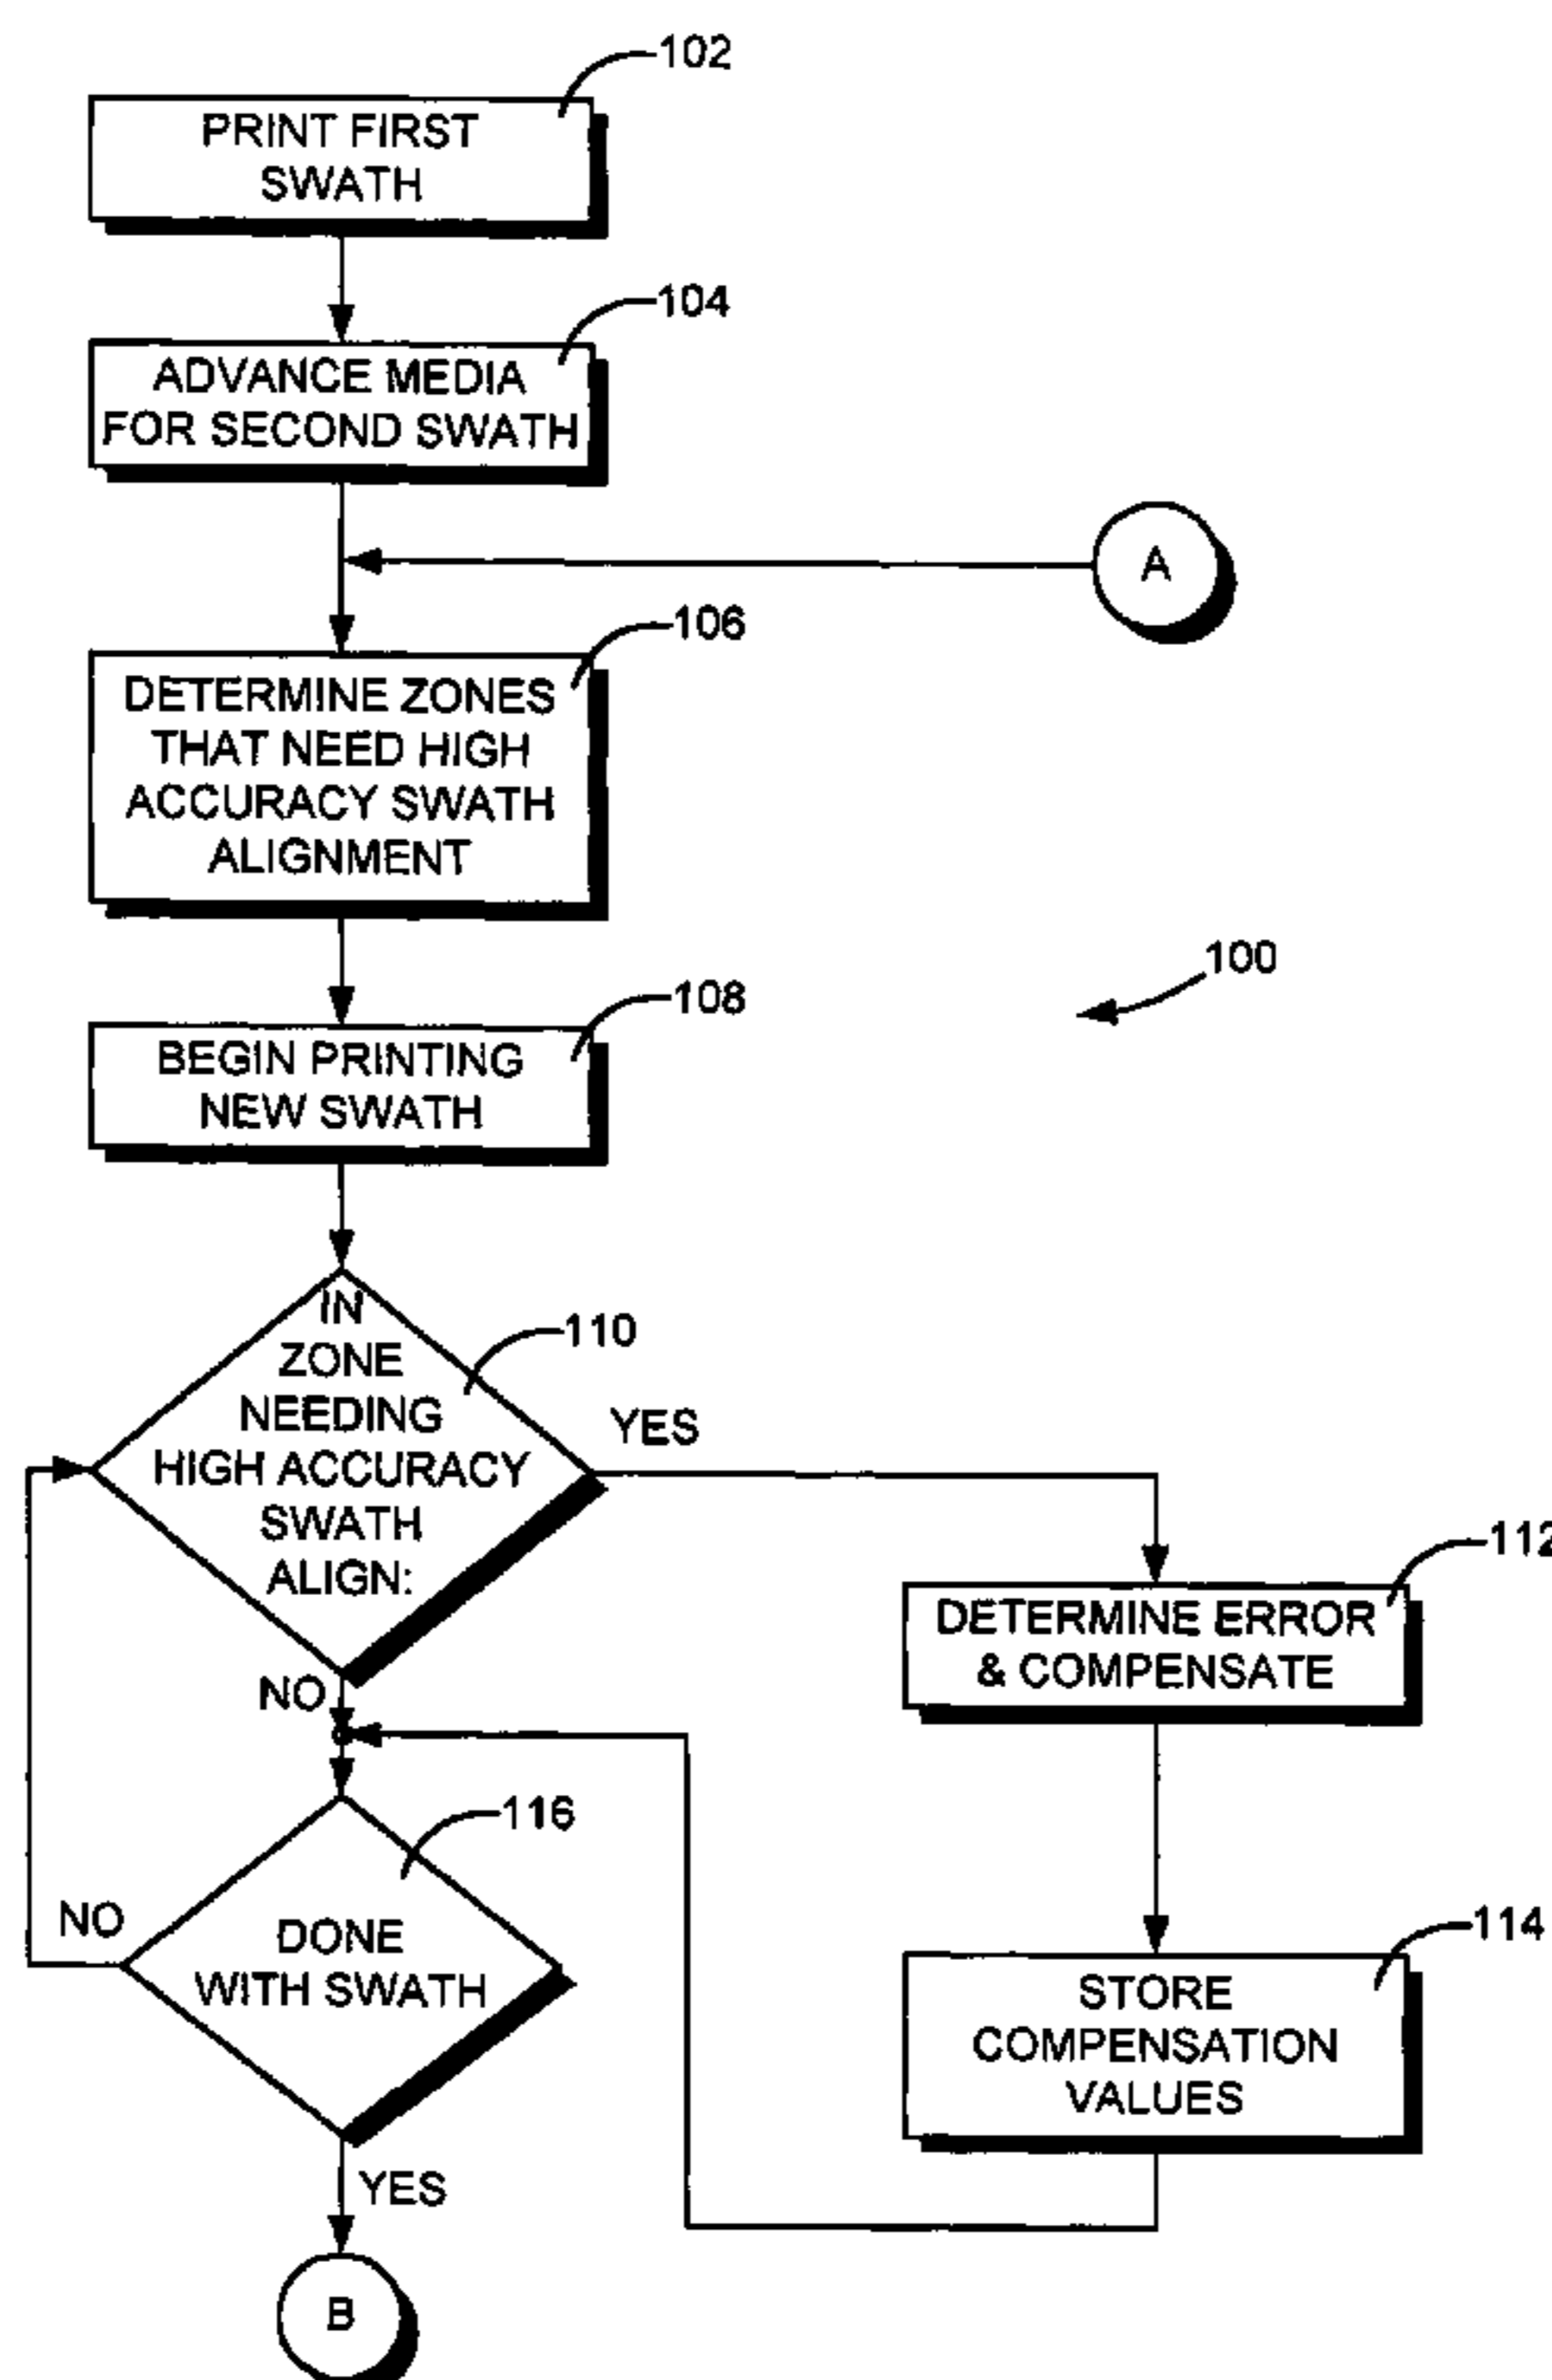 102
PRINT FIRST
SWATH
104
ADVANCE MEDIA
FOR SECOND SWATH
A
106
DETERMINE ZONES
THAT NEED HIGH
ACCURACY SWATH
ALIGNMENT
100
108
BEGIN PRINTING
NEW SWATH
110
IN
ZONE
NEEDING
HIGH ACCURACY
SWATH
ALIGN:
YES
NO
112
DETERMINE ERROR
& COMPENSATE
116
DONE
WITH SWATH
NO
YES
114
STORE
COMPENSATION
VALUES
B